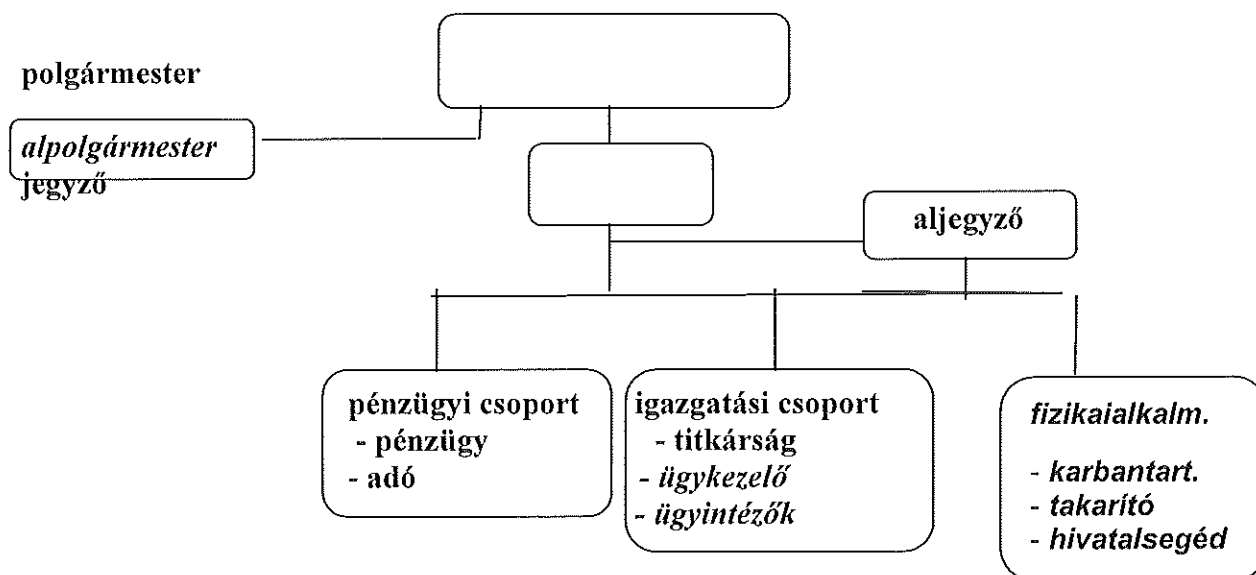 polgármester
alpolgármester
jegyző
aljegyző
pénzügyi csoport
- pénzügy
- adó
igazgatási csoport
- titkárság
- ügykezelő
- ügyintézők
fizikaialkalm.
- karbantart.
- takarító
- hivatalsegéd